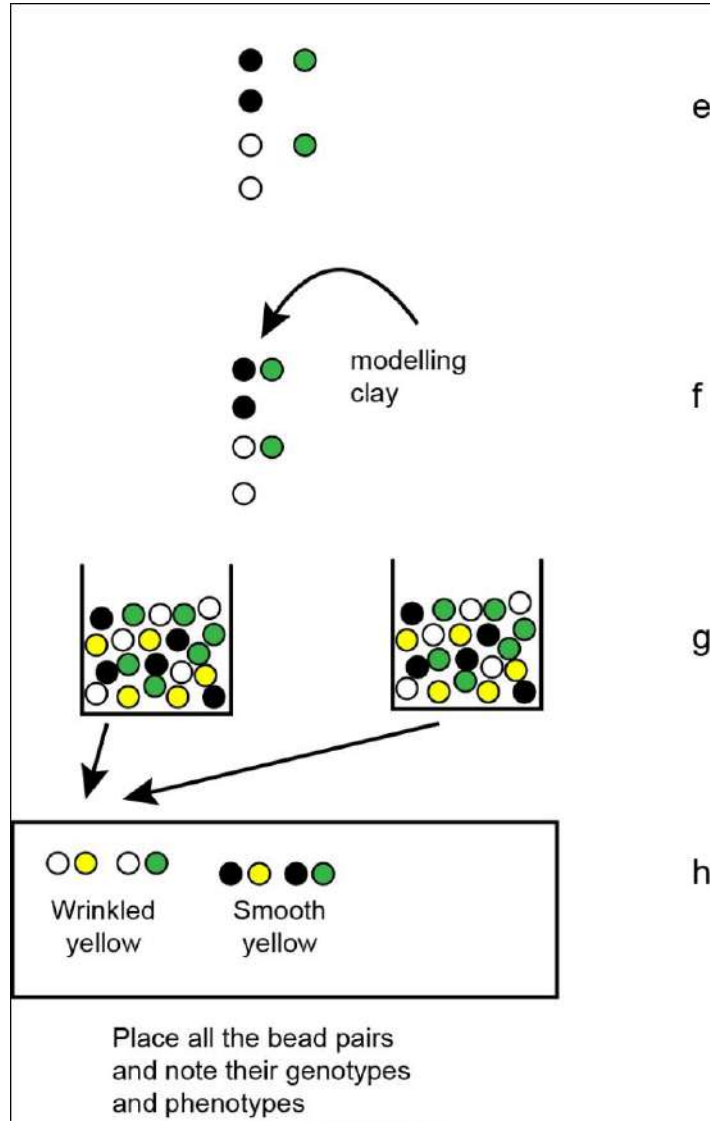 e
modelling
clay
f
g
h
Wrinkled
yellow
Smooth
yellow
Place all the bead pairs
and note their genotypes
and phenotypes